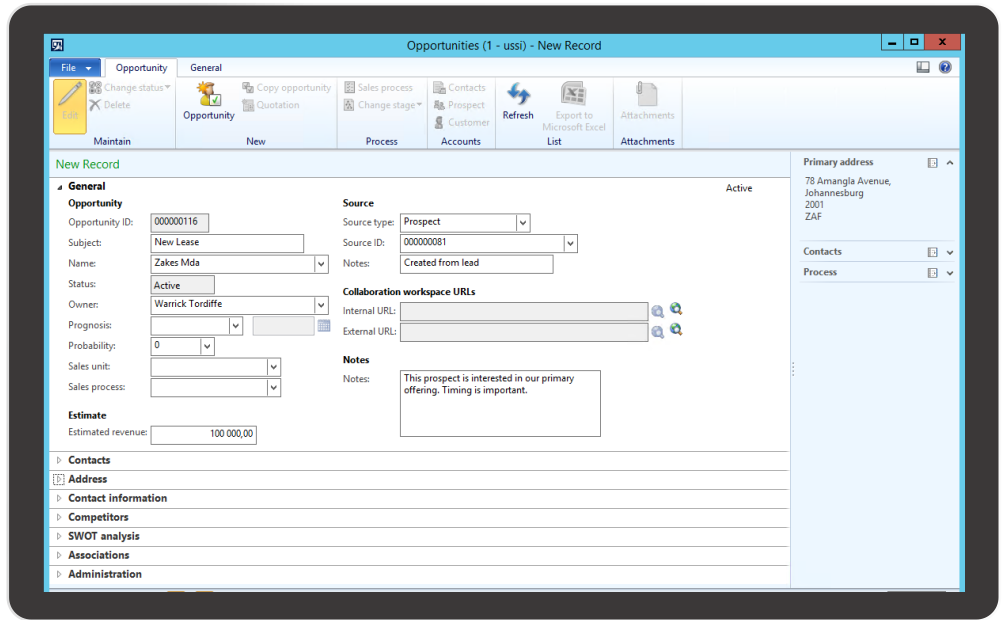 Opportunities (1 - ussi) - New Record
File Opportunity General
Edit
Change status
Delete
Maintain
Opportunity
Copy opportunity
Quotation
New
Sales process
Change stage
Process
Contacts
Prospect
Customer
Accounts
Refresh
Export to
Microsoft Excel
List
Attachments
Attachments
New Record
General
Active
Opportunity
Opportunity ID: 000000116
Subject: New Lease
Name: Zakes Mda
Status: Active
Owner: Warrick Tordiffe
Prognosis:
Probability: 0
Sales unit:
Sales process:
Estimate
Estimated revenue: 100 000,00
Source
Source type: Prospect
Source ID: 000000081
Notes: Created from lead
Collaboration workspace URLs
Internal URL:
External URL:
Notes
Notes: This prospect is interested in our primary
offering. Timing is important.
Contacts
Address
Contact information
Competitors
SWOT analysis
Associations
Administration
Primary address
78 Amangla Avenue,
Johannesburg
2001
ZAF
Contacts
Process